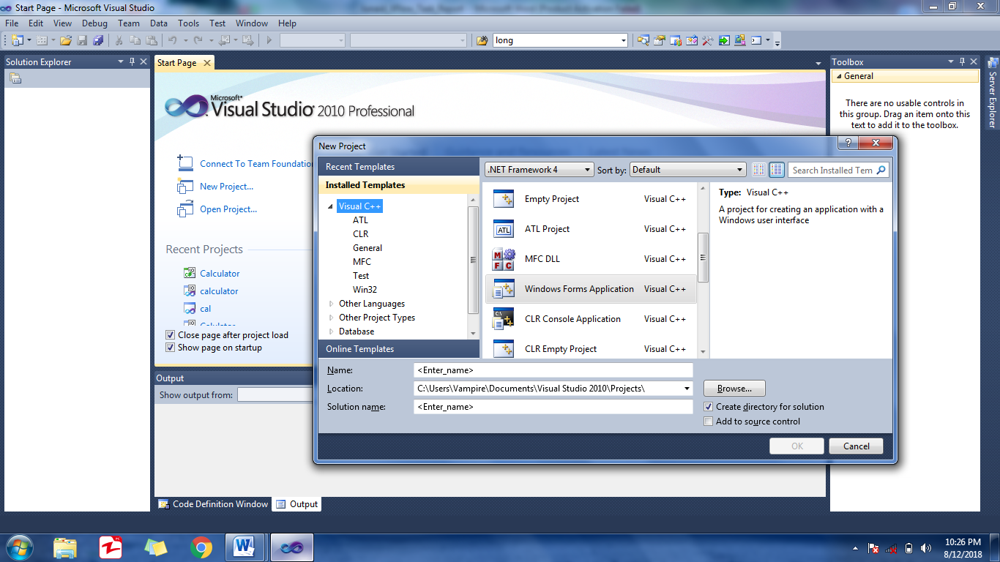 Start Page - Microsoft Visual Studio
File Edit View Debug Team Data Tools Test Window Help
long
Solution Explorer
Start Page
Microsoft®
Visual Studio® 2010 Professional
Connect To Team Foundation
New Project...
Open Project...
Recent Projects
Calculator
calculator
cal
Close page after project load
Show page on startup
Output
Show output from:
Code Definition Window Output
New Project
Recent Templates
Installed Templates
Visual C++
ATL
CLR
General
MFC
Test
Win32
Other Languages
Other Project Types
Database
Online Templates
.NET Framework 4 Sort by: Default Search Installed Tem
Empty Project Visual C++
ATL ATL Project Visual C++
MFC MFC DLL Visual C++
Windows Forms Application Visual C++
C:\ CLR Console Application Visual C++
CLR Empty Project Visual C++
Type: Visual C++
A project for creating an application with a
Windows user interface
Name: <Enter_name>
Location: C:\Users\Vampire\Documents\Visual Studio 2010\Projects\ Browse...
Solution name: <Enter_name>
Create directory for solution
Add to source control
OK Cancel
Toolbox
General
There are no usable controls in
this group. Drag an item onto this
text to add it to the toolbox.
Server Explorer
10:26 PM
8/12/2018